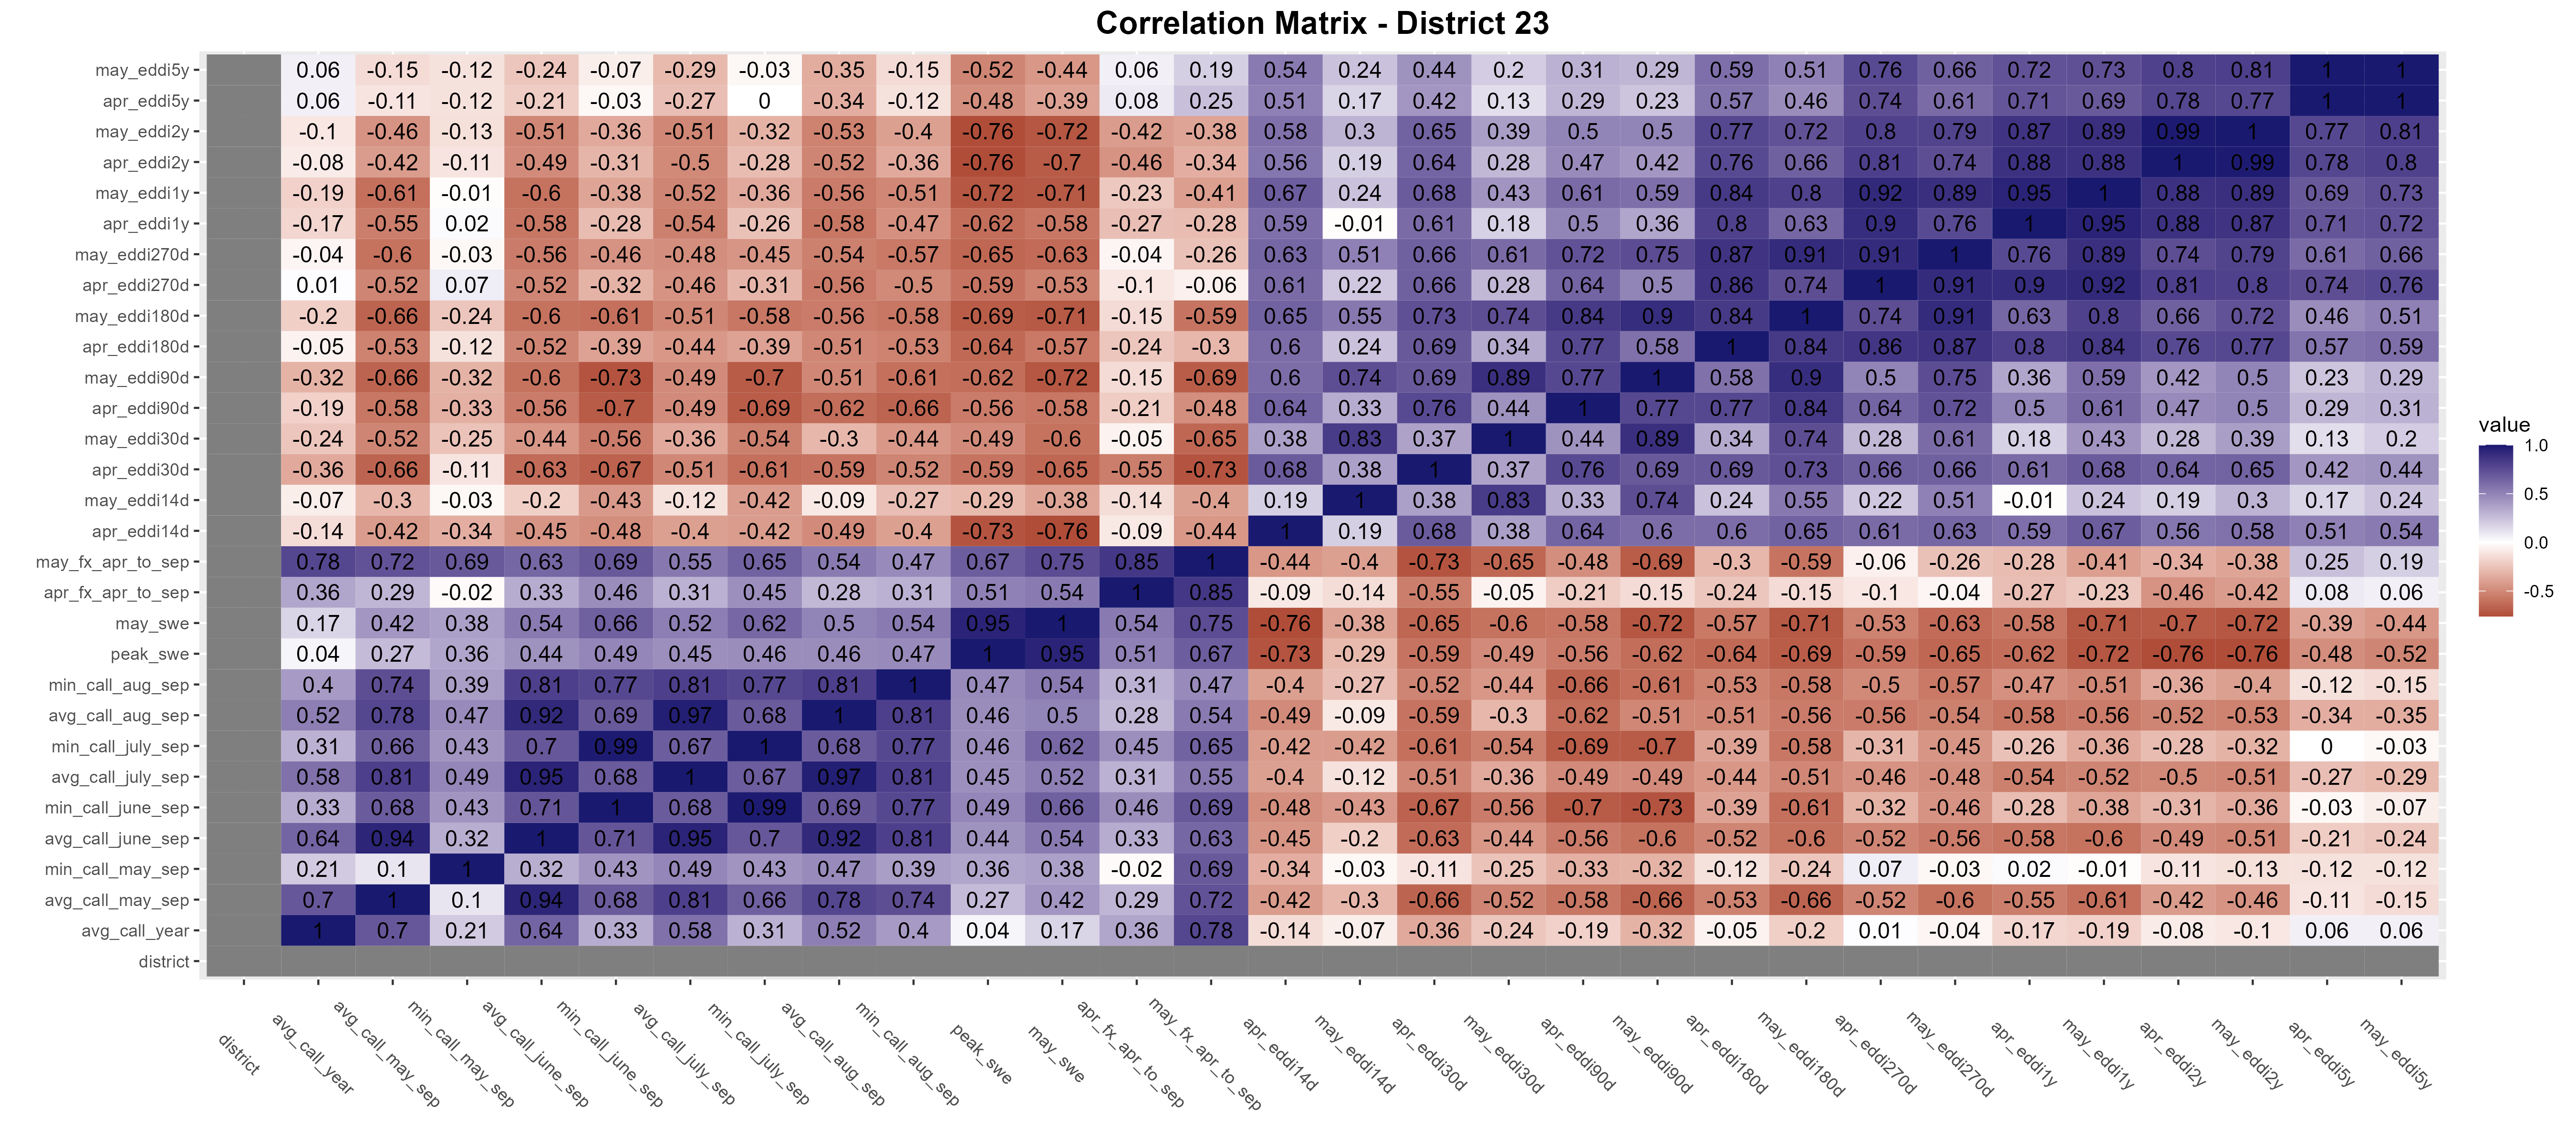 Correlation Matrix - District 23
may_eddi5y 0.06 -0.15 -0.12 -0.24 -0.07 -0.29 -0.03 -0.35 -0.15 -0.52 -0.44 0.06 0.19 0.54 0.24 0.44 0.2 0.31 0.29 0.59 0.51 0.76 0.66 0.72 0.73 0.8 0.81 1 1
apr_eddi5y 0.06 -0.11 -0.12 -0.21 -0.03 -0.27 0 -0.34 -0.12 -0.48 -0.39 0.08 0.25 0.51 0.17 0.42 0.13 0.29 0.23 0.57 0.46 0.74 0.61 0.71 0.69 0.78 0.77 1 1
may_eddi2y -0.1 -0.46 -0.13 -0.51 -0.36 -0.51 -0.32 -0.53 -0.4 -0.76 -0.72 -0.42 -0.38 0.58 0.3 0.65 0.39 0.5 0.5 0.77 0.72 0.8 0.79 0.87 0.89 0.99 1 0.77 0.81
apr_eddi2y -0.08 -0.42 -0.11 -0.49 -0.31 -0.5 -0.28 -0.52 -0.36 -0.76 -0.7 -0.46 -0.34 0.56 0.19 0.64 0.28 0.47 0.42 0.76 0.66 0.81 0.74 0.88 0.88 1 0.99 0.78 0.8
may_eddi1y -0.19 -0.61 -0.01 -0.6 -0.38 -0.52 -0.36 -0.56 -0.51 -0.72 -0.71 -0.23 -0.41 0.67 0.24 0.68 0.43 0.61 0.59 0.84 0.8 0.92 0.89 0.95 1 0.88 0.89 0.69 0.73
apr_eddi1y -0.17 -0.55 0.02 -0.58 -0.28 -0.54 -0.26 -0.58 -0.47 -0.62 -0.58 -0.27 -0.28 0.59 -0.01 0.61 0.18 0.5 0.36 0.8 0.63 0.9 0.76 1 0.95 0.88 0.87 0.71 0.72
may_eddi270d -0.04 -0.6 -0.03 -0.56 -0.46 -0.48 -0.45 -0.54 -0.57 -0.65 -0.63 -0.04 -0.26 0.63 0.51 0.66 0.61 0.72 0.75 0.87 0.91 0.91 1 0.76 0.89 0.74 0.79 0.61 0.66
apr_eddi270d 0.01 -0.52 0.07 -0.52 -0.32 -0.46 -0.31 -0.56 -0.5 -0.59 -0.53 -0.1 -0.06 0.61 0.22 0.66 0.28 0.64 0.5 0.86 0.74 1 0.91 0.9 0.92 0.81 0.8 0.74 0.76
may_eddi180d -0.2 -0.66 -0.24 -0.6 -0.61 -0.51 -0.58 -0.56 -0.58 -0.69 -0.71 -0.15 -0.59 0.65 0.55 0.73 0.74 0.84 0.9 0.84 1 0.74 0.91 0.63 0.8 0.66 0.72 0.46 0.51
apr_eddi180d -0.05 -0.53 -0.12 -0.52 -0.39 -0.44 -0.39 -0.51 -0.53 -0.64 -0.57 -0.24 -0.3 0.6 0.24 0.69 0.34 0.77 0.58 1 0.84 0.86 0.87 0.8 0.84 0.76 0.77 0.57 0.59
may_eddi90d -0.32 -0.66 -0.32 -0.6 -0.73 -0.49 -0.7 -0.51 -0.61 -0.62 -0.72 -0.15 -0.69 0.6 0.74 0.69 0.89 0.77 1 0.58 0.9 0.5 0.75 0.36 0.59 0.42 0.5 0.23 0.29
apr_eddi90d -0.19 -0.58 -0.33 -0.56 -0.7 -0.49 -0.69 -0.62 -0.66 -0.56 -0.58 -0.21 -0.48 0.64 0.33 0.76 0.44 1 0.77 0.77 0.84 0.64 0.72 0.5 0.61 0.47 0.5 0.29 0.31
may_eddi30d -0.24 -0.52 -0.25 -0.44 -0.56 -0.36 -0.54 -0.3 -0.44 -0.49 -0.6 -0.05 -0.65 0.38 0.83 0.37 1 0.44 0.89 0.34 0.74 0.28 0.61 0.18 0.43 0.28 0.39 0.13 0.2
apr_eddi30d -0.36 -0.66 -0.11 -0.63 -0.67 -0.51 -0.61 -0.59 -0.52 -0.59 -0.65 -0.55 -0.73 0.68 0.38 1 0.37 0.76 0.69 0.69 0.73 0.66 0.66 0.61 0.68 0.64 0.65 0.42 0.44
may_eddi14d -0.07 -0.3 -0.03 -0.2 -0.43 -0.12 -0.42 -0.09 -0.27 -0.29 -0.38 -0.14 -0.4 0.19 1 0.38 0.83 0.33 0.74 0.24 0.55 0.22 0.51 -0.01 0.24 0.19 0.3 0.17 0.24
apr_eddi14d -0.14 -0.42 -0.34 -0.45 -0.48 -0.4 -0.42 -0.49 -0.4 -0.73 -0.76 -0.09 -0.44 1 0.19 0.68 0.38 0.64 0.6 0.6 0.65 0.61 0.63 0.59 0.67 0.56 0.58 0.51 0.54
may_fx_apr_to_sep 0.78 0.72 0.69 0.63 0.69 0.55 0.65 0.54 0.47 0.67 0.75 0.85 1 -0.44 -0.4 -0.73 -0.65 -0.48 -0.69 -0.3 -0.59 -0.06 -0.26 -0.28 -0.41 -0.34 -0.38 0.25 0.19
apr_fx_apr_to_sep 0.36 0.29 -0.02 0.33 0.46 0.31 0.45 0.28 0.31 0.51 0.54 1 0.85 -0.09 -0.14 -0.55 -0.05 -0.21 -0.15 -0.24 -0.15 -0.1 -0.04 -0.27 -0.23 -0.46 -0.42 0.08 0.06
may_swe 0.17 0.42 0.38 0.54 0.66 0.52 0.62 0.5 0.54 0.95 1 0.54 0.75 -0.76 -0.38 -0.65 -0.6 -0.58 -0.72 -0.57 -0.71 -0.53 -0.63 -0.58 -0.71 -0.7 -0.72 -0.39 -0.44
peak_swe 0.04 0.27 0.36 0.44 0.49 0.45 0.46 0.46 0.47 1 0.95 0.51 0.67 -0.73 -0.29 -0.59 -0.49 -0.56 -0.62 -0.64 -0.69 -0.59 -0.65 -0.62 -0.72 -0.76 -0.76 -0.48 -0.52
min_call_aug_sep 0.4 0.74 0.39 0.81 0.77 0.81 0.77 0.81 1 0.47 0.54 0.31 0.47 -0.4 -0.27 -0.52 -0.44 -0.66 -0.61 -0.53 -0.58 -0.5 -0.57 -0.47 -0.51 -0.36 -0.4 -0.12 -0.15
avg_call_aug_sep 0.52 0.78 0.47 0.92 0.69 0.97 0.68 1 0.81 0.46 0.5 0.28 0.54 -0.49 -0.09 -0.59 -0.3 -0.62 -0.51 -0.51 -0.56 -0.56 -0.54 -0.58 -0.56 -0.52 -0.53 -0.34 -0.35
min_call_july_sep 0.31 0.66 0.43 0.7 0.99 0.67 1 0.68 0.77 0.46 0.62 0.45 0.65 -0.42 -0.42 -0.61 -0.54 -0.69 -0.7 -0.39 -0.58 -0.31 -0.45 -0.26 -0.36 -0.28 -0.32 0 -0.03
avg_call_july_sep 0.58 0.81 0.49 0.95 0.68 1 0.67 0.97 0.81 0.45 0.52 0.31 0.55 -0.4 -0.12 -0.51 -0.36 -0.49 -0.49 -0.44 -0.51 -0.46 -0.48 -0.54 -0.52 -0.5 -0.51 -0.27 -0.29
min_call_june_sep 0.33 0.68 0.43 0.71 1 0.68 0.99 0.69 0.77 0.49 0.66 0.46 0.69 -0.48 -0.43 -0.67 -0.56 -0.7 -0.73 -0.39 -0.61 -0.32 -0.46 -0.28 -0.38 -0.31 -0.36 -0.03 -0.07
avg_call_june_sep 0.64 0.94 0.32 1 0.71 0.95 0.7 0.92 0.81 0.44 0.54 0.33 0.63 -0.45 -0.2 -0.63 -0.44 -0.56 -0.6 -0.52 -0.6 -0.52 -0.56 -0.58 -0.6 -0.49 -0.51 -0.21 -0.24
min_call_may_sep 0.21 0.1 1 0.32 0.43 0.49 0.43 0.47 0.39 0.36 0.38 -0.02 0.69 -0.34 -0.03 -0.11 -0.25 -0.33 -0.32 -0.12 -0.24 0.07 -0.03 0.02 -0.01 -0.11 -0.13 -0.12 -0.12
avg_call_may_sep 0.7 1 0.1 0.94 0.68 0.81 0.66 0.78 0.74 0.27 0.42 0.29 0.72 -0.42 -0.3 -0.66 -0.52 -0.58 -0.66 -0.53 -0.66 -0.52 -0.6 -0.55 -0.61 -0.42 -0.46 -0.11 -0.15
avg_call_year 1 0.7 0.21 0.64 0.33 0.58 0.31 0.52 0.4 0.04 0.17 0.36 0.78 -0.14 -0.07 -0.36 -0.24 -0.19 -0.32 -0.05 -0.2 0.01 -0.04 -0.17 -0.19 -0.08 -0.1 0.06 0.06
district
district avg_call_year avg_call_may_sep min_call_may_sep avg_call_june_sep min_call_june_sep avg_call_july_sep min_call_july_sep avg_call_aug_sep min_call_aug_sep peak_swe may_swe apr_fx_apr_to_sep may_fx_apr_to_sep apr_eddi14d may_eddi14d apr_eddi30d may_eddi30d apr_eddi90d may_eddi90d apr_eddi180d may_eddi180d apr_eddi270d may_eddi270d apr_eddi1y may_eddi1y apr_eddi2y may_eddi2y apr_eddi5y may_eddi5y
value
1.0
0.5
0.0
-0.5